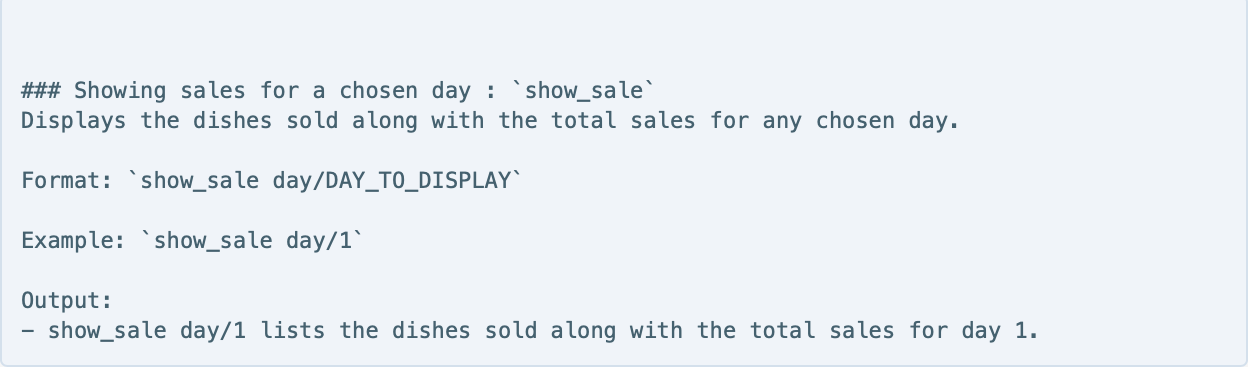 ### Showing sales for a chosen day : `show_sale`
Displays the dishes sold along with the total sales for any chosen day.
Format: `show_sale day/DAY_TO_DISPLAY`
Example: `show_sale day/1`
Output:
- show_sale day/1 lists the dishes sold along with the total sales for day 1.